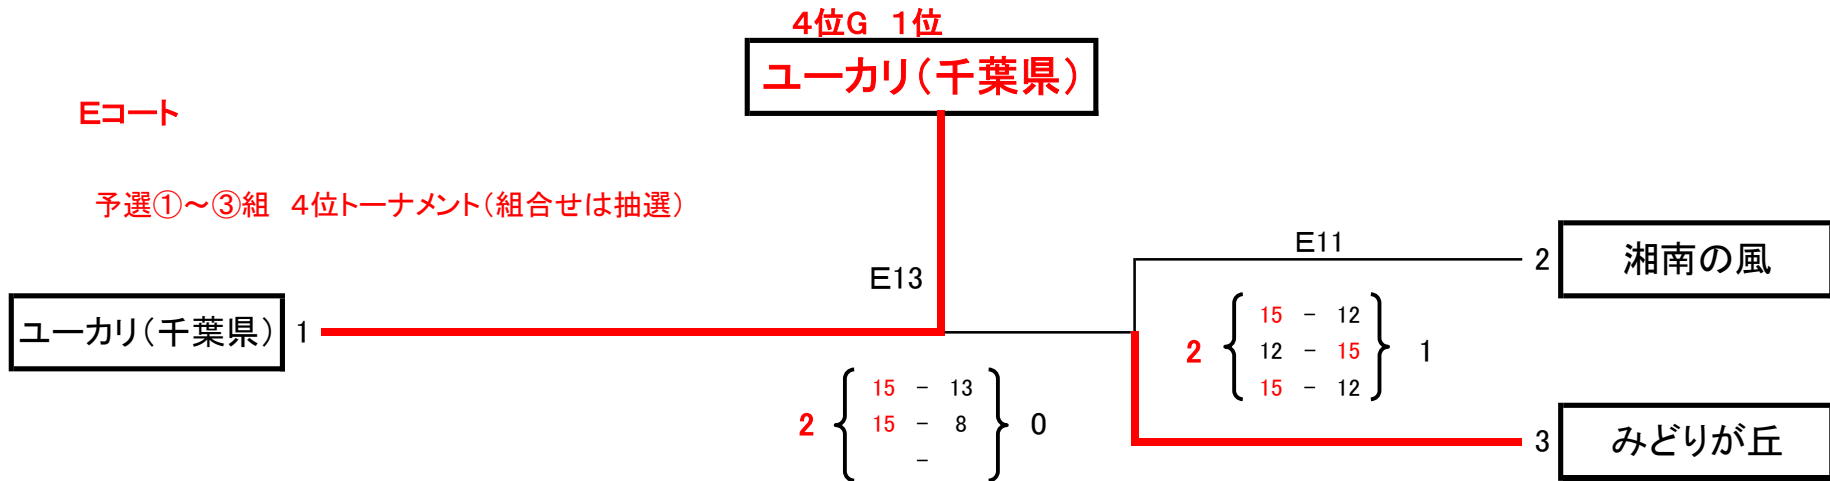 4位G 1位
ユーカリ(千葉県)
Eコート
予選①～③組 4位トーナメント(組合せは抽選)
E11
2 湘南の風
E13
ユーカリ(千葉県) 1
15 - 12
2 { 12 - 15 } 1
15 - 12
15 - 13
2 { 15 - 8 } 0
-
3 みどりが丘